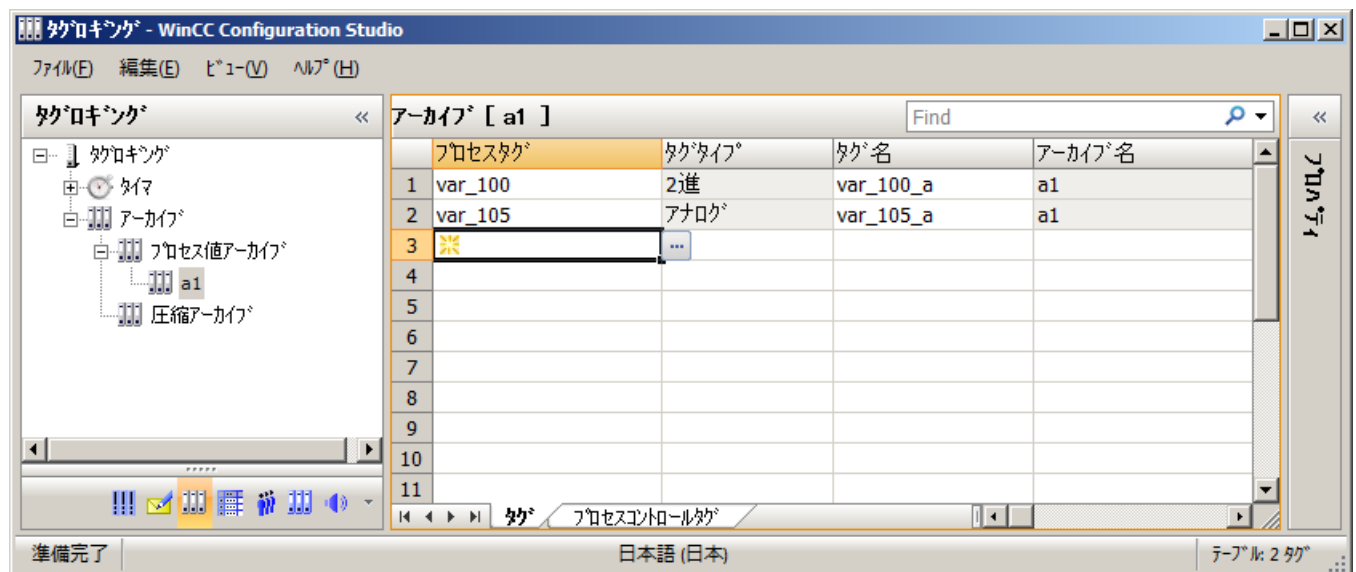 ﾀｸﾞﾛｷﾞﾝｸﾞ - WinCC Configuration Studio
ﾌｧｲﾙ(F) 編集(E) ﾋﾞｭｰ(V) ﾍﾙﾌﾟ(H)
ﾀｸﾞﾛｷﾞﾝｸﾞ «
ﾀｸﾞﾛｷﾞﾝｸﾞ
ﾀｲﾏ
ｱｰｶｲﾌﾞ
ﾌﾟﾛｾｽ値ｱｰｶｲﾌﾞ
a1
圧縮ｱｰｶｲﾌﾞ
ｱｰｶｲﾌﾞ [ a1 ] Find
ﾌﾟﾛｾｽﾀｸﾞ ﾀｸﾞﾀｲﾌﾟ ﾀｸﾞ名 ｱｰｶｲﾌﾞ名
1 var_100 2進 var_100_a a1
2 var_105 ｱﾅﾛｸﾞ var_105_a a1
3 ...
4
5
6
7
8
9
10
11
ﾀｸﾞ ﾌﾟﾛｾｽｺﾝﾄﾛｰﾙﾀｸﾞ
«
ﾌﾟﾛﾊﾟﾃｨ
準備完了 日本語 (日本) ﾃｰﾌﾞﾙ: 2 ﾀｸﾞ